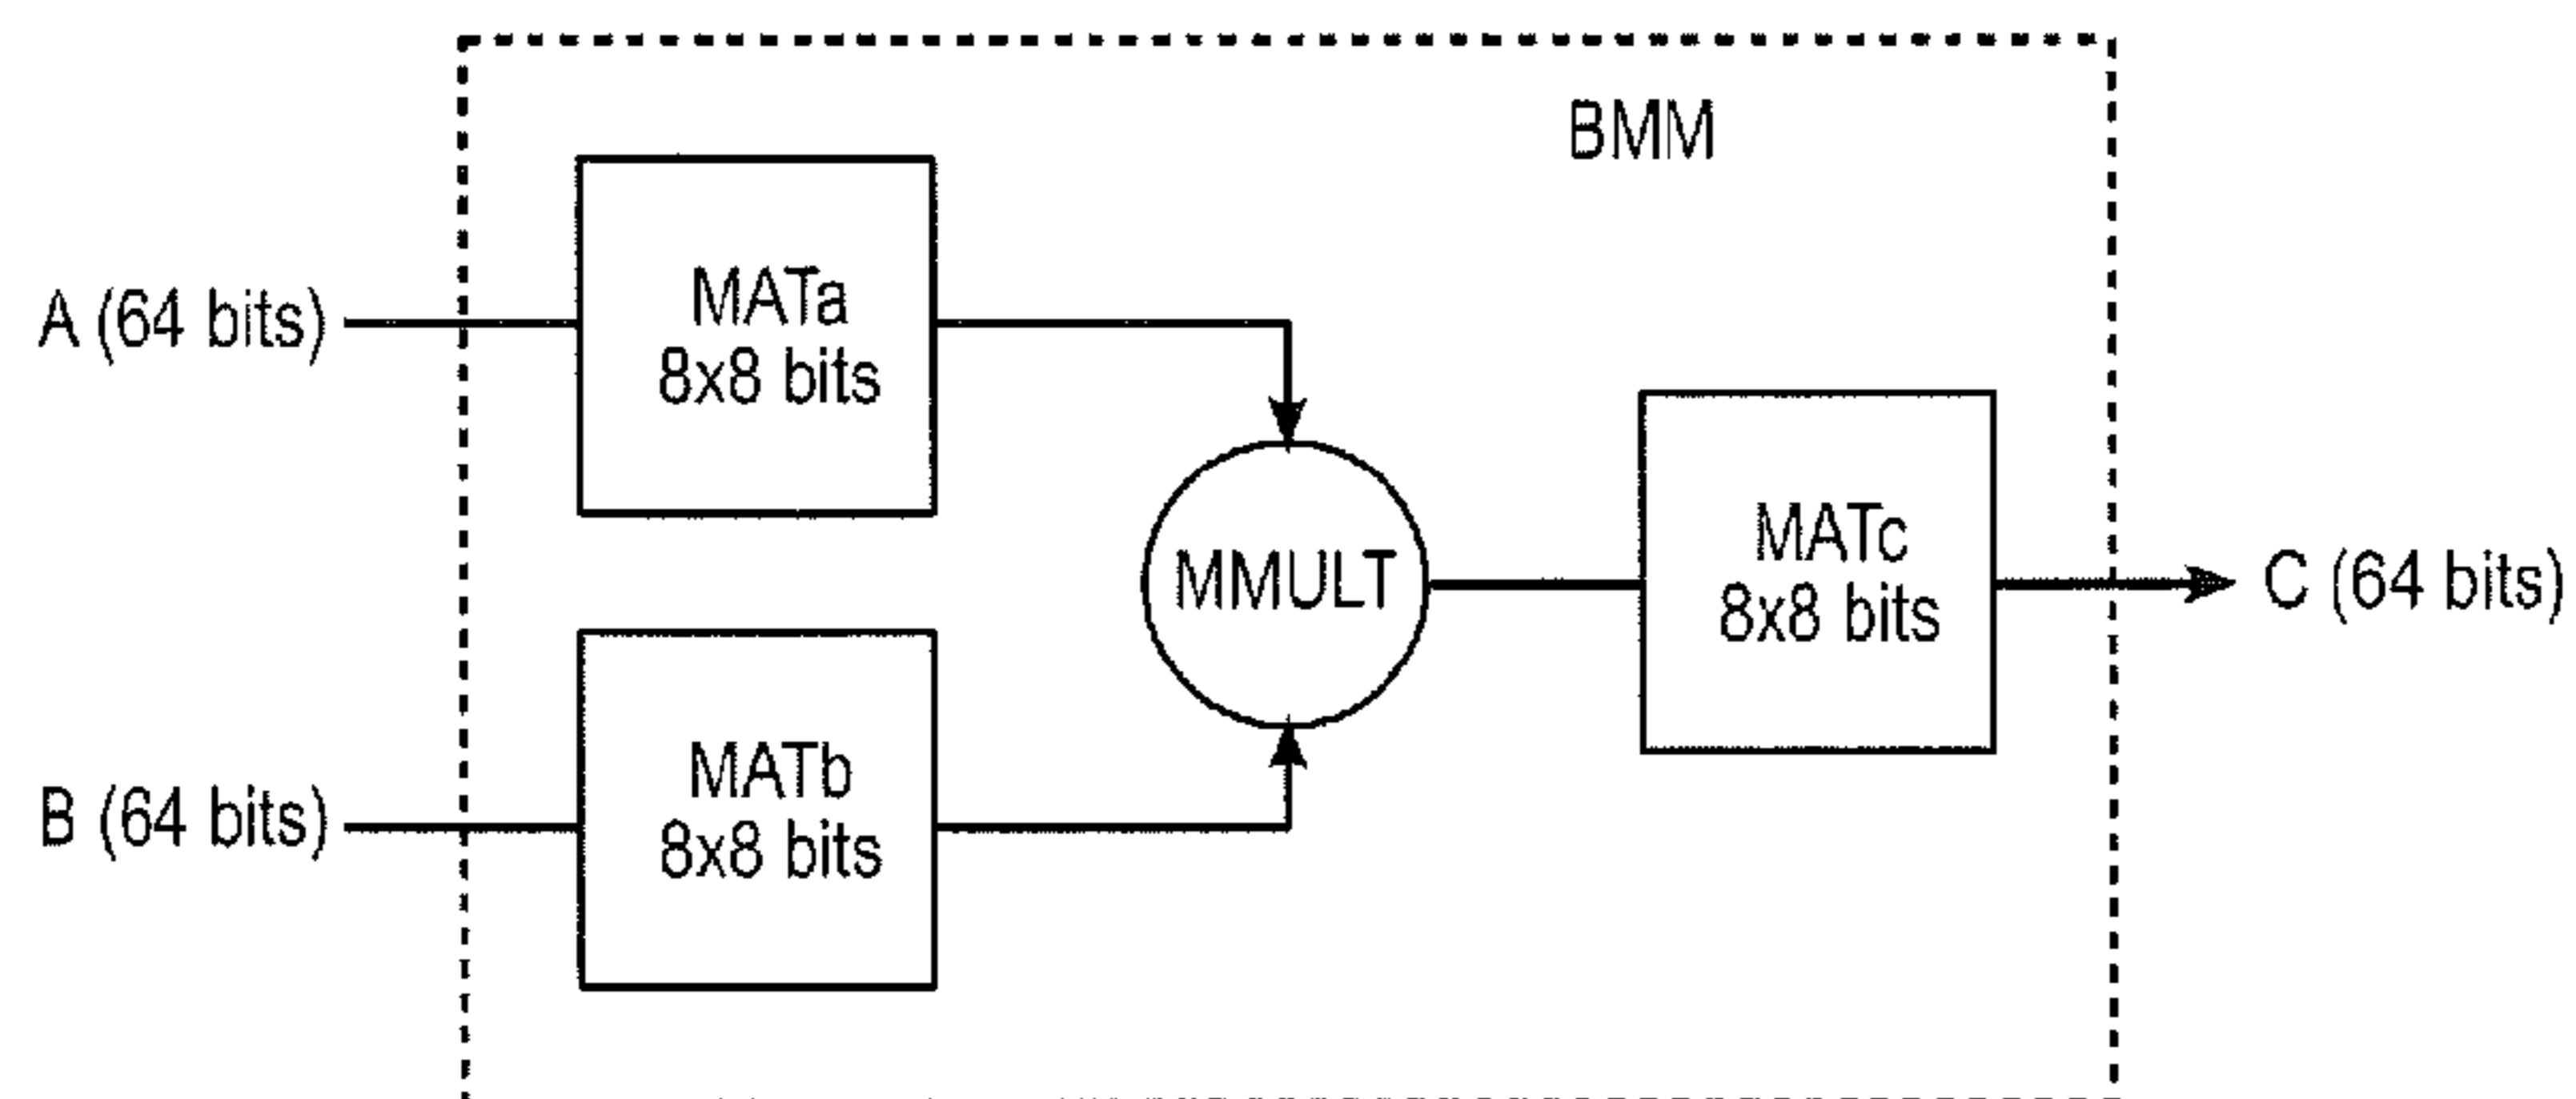 BMM
A (64 bits)
MATa
8x8 bits
MMULT
MATc
8x8 bits
C (64 bits)
B (64 bits)
MATb
8x8 bits